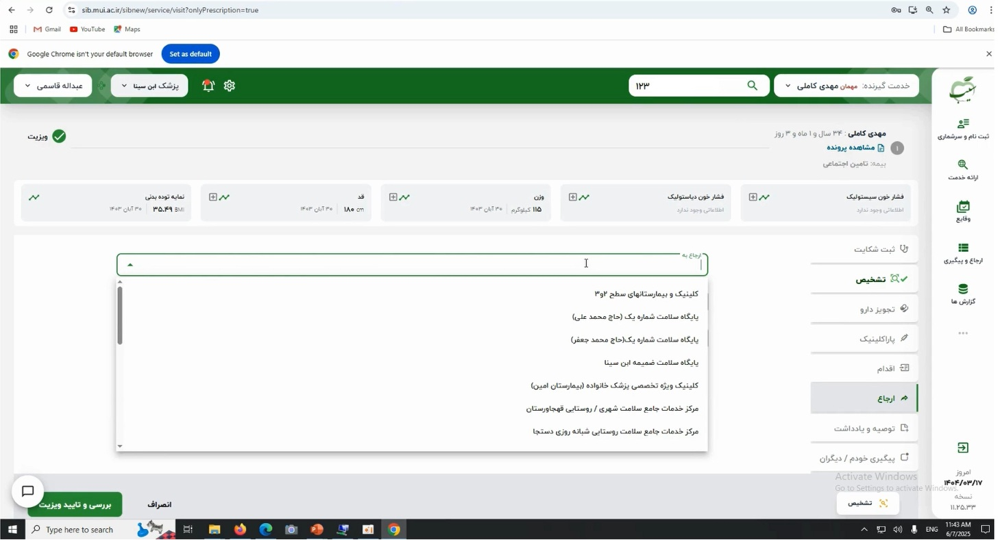 sib.mui.ac.ir/sibnew/service/visit?onlyPrescription=true
Gmail
YouTube
Maps
All Bookmarks
Google Chrome isn't your default browser
Set as default
خدمت گیرنده: مهمان مهدی کاملی
۱۲۳
پزشک ابن سینا
عبداله قاسمی
سیب
ثبت نام و سرشماری
ارائه خدمت
وقایع
ارجاع و پیگیری
گزارش ها
امروز
۱۴۰۴/۰۳/۱۷
نسخه
۱۱.۲۵.۳۳
مهدی کاملی : ۳۴ سال و ۱ ماه و ۳ روز
۱
مشاهده پرونده
بیمه: تامین اجتماعی
ویزیت
فشار خون سیستولیک
اطلاعاتی وجود ندارد
فشار خون دیاستولیک
اطلاعاتی وجود ندارد
وزن
۱۱۵ کیلوگرم
۳۰ آبان ۱۴۰۳
قد
۱۸۰ cm
۳۰ آبان ۱۴۰۳
نمایه توده بدنی
۳۵.۴۹ BMI
۳۰ آبان ۱۴۰۳
ثبت شکایت
تشخیص
تجویز دارو
پاراکلینیک
اقدام
ارجاع
توصیه و یادداشت
پیگیری خودم / دیگران
ارجاع به
کلینیک و بیمارستانهای سطح ۲و۳
پایگاه سلامت شماره یک (حاج محمد علی)
پایگاه سلامت شماره یک(حاج محمد جعفر)
پایگاه سلامت ضمیمه ابن سینا
کلینیک ویژه تخصصی پزشک خانواده (بیمارستان امین)
مرکز خدمات جامع سلامت شهری / روستایی قهجاورستان
مرکز خدمات جامع سلامت روستایی شبانه روزی دستجا
Activate Windows
Go to Settings to activate Windows.
تشخیص
انصراف
بررسی و تایید ویزیت
Type here to search
ENG
11:43 AM
6/7/2025